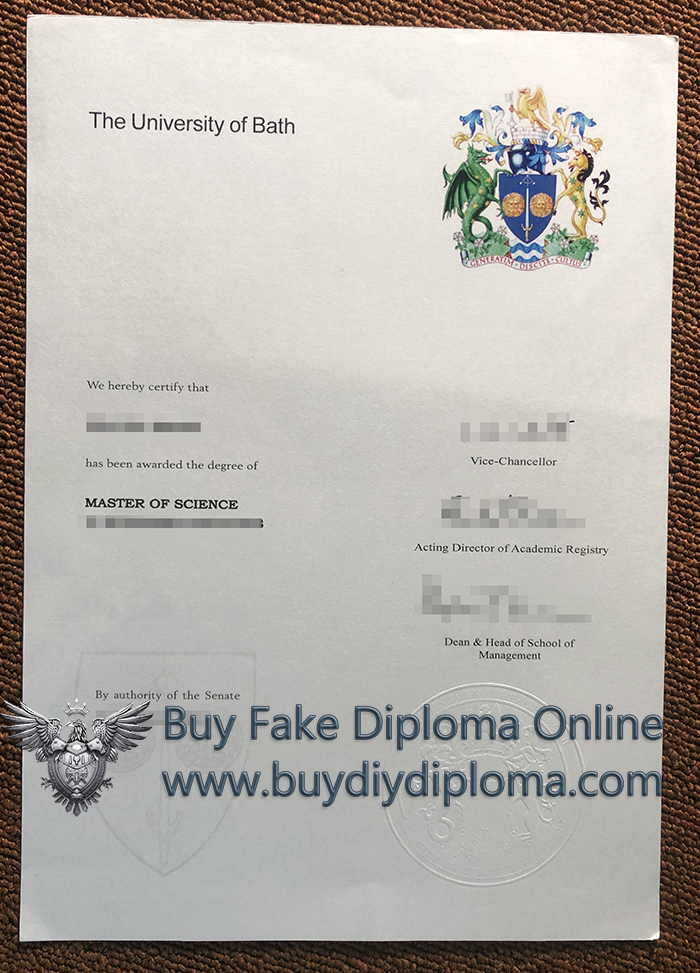 The University of Bath
GENERATIM DISCITE CULTUS
We hereby certify that
has been awarded the degree of
MASTER OF SCIENCE
Vice-Chancellor
Acting Director of Academic Registry
Dean & Head of School of
Management
By authority of the Senate
Buy Fake Diploma Online
www.buydiydiploma.com